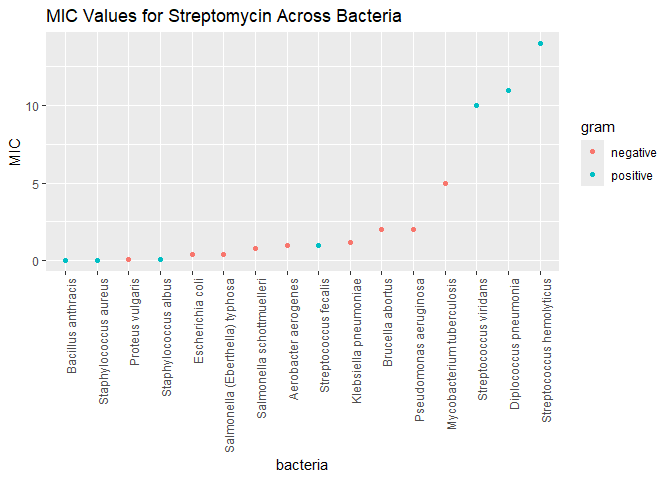 MIC Values for Streptomycin Across Bacteria
MIC
10
5
0
Bacillus anthracis
Staphylococcus aureus
Proteus vulgaris
Staphylococcus albus
Escherichia coli
Salmonella (Eberthella) typhosa
Salmonella schottmuelleri
Aerobacter aerogenes
Streptococcus fecalis
Klebsiella pneumoniae
Brucella abortus
Pseudomonas aeruginosa
Mycobacterium tuberculosis
Streptococcus viridans
Diplococcus pneumonia
Streptococcus hemolyticus
bacteria
gram
negative
positive